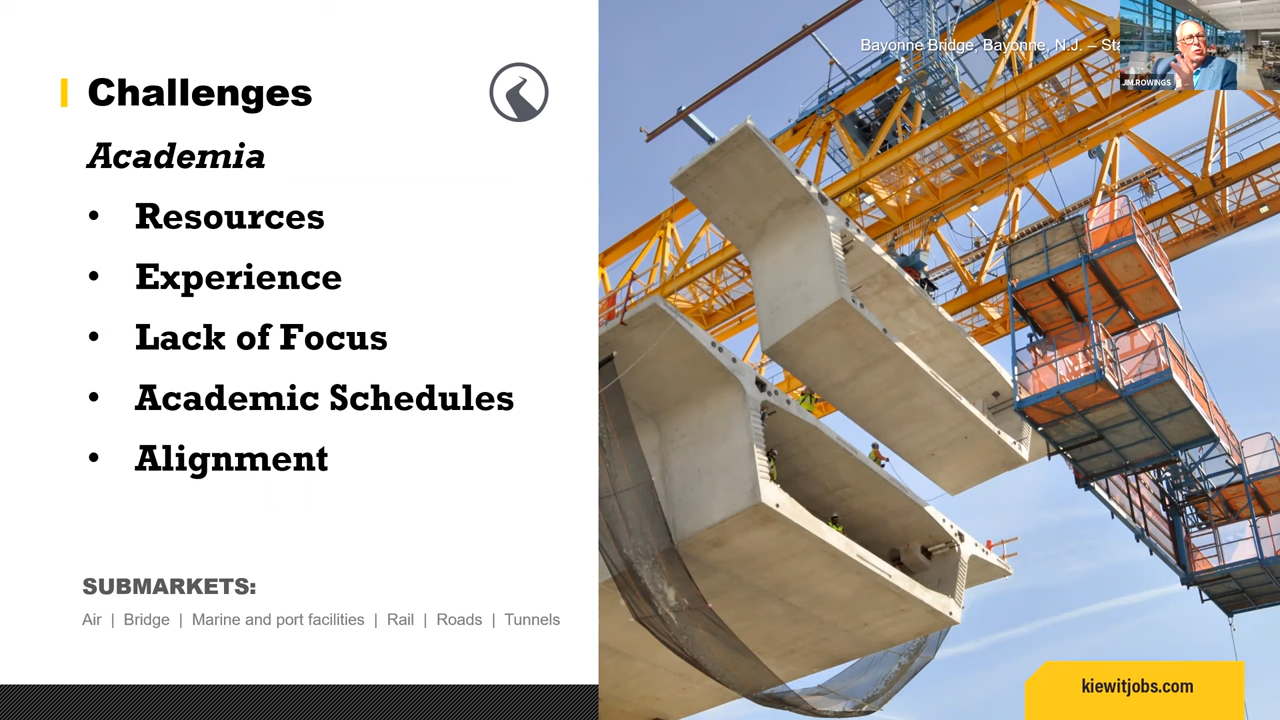 Challenges
Academia
• Resources
• Experience
• Lack of Focus
• Academic Schedules
• Alignment
SUBMARKETS:
Air | Bridge | Marine and port facilities | Rail | Roads | Tunnels
Bayonne Bridge, Bayonne, N.J. –
JIM.ROWINGS
kiewitjobs.com